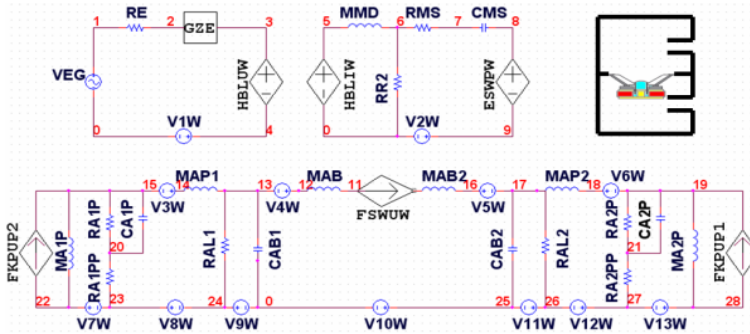 RE MMD RMS CMS
1 2 GZE 3 5 6 7 8
VEG HBLUW HBLIW RR2 ESWPW
0 V1W 4 0 V2W 9
MAP1 MAB MAB2 MAP2 V6W
15 14 13 12 11 16 17 18 19
V3W V4W FSWUW V5W
FKPUP2 MA1P RA1P CA1P RA2P CA2P MA2P FKPUP1
20 RAL1 CAB1 CAB2 RAL2 21
RA1PP RA2PP
22 23 24 0 25 26 27 28
V7W V8W V9W V10W V11W V12W V13W